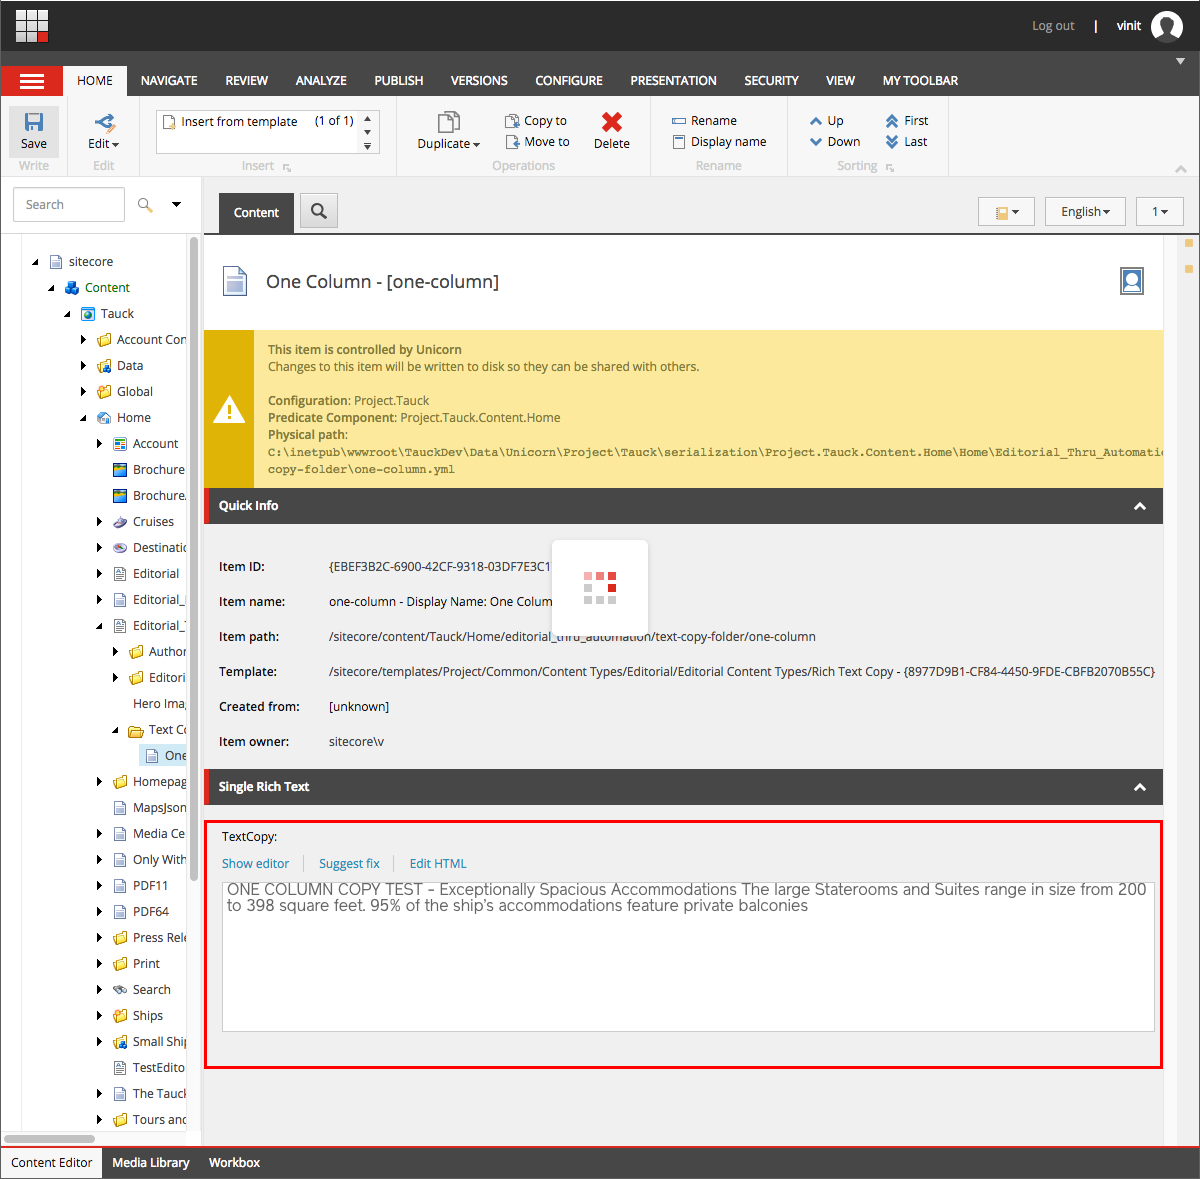 Log out | vinit
HOME NAVIGATE REVIEW ANALYZE PUBLISH VERSIONS CONFIGURE PRESENTATION SECURITY VIEW MY TOOLBAR
Save
Write
Edit
Edit
Insert from template (1 of 1)
Insert
Duplicate
Copy to
Move to
Delete
Operations
Rename
Display name
Rename
Up
Down
First
Last
Sorting
Search
Content
English
1
sitecore
Content
Tauck
Account Con
Data
Global
Home
Account
Brochure
Brochure
Cruises
Destinatio
Editorial
Editorial_
Editorial_
Author
Editori
Hero Imag
Text Co
One
Homepag
MapsJson
Media Ce
Only With
PDF11
PDF64
Press Rele
Print
Search
Ships
Small Ship
TestEdito
The Tauck
Tours and
One Column - [one-column]
This item is controlled by Unicorn
Changes to this item will be written to disk so they can be shared with others.
Configuration: Project.Tauck
Predicate Component: Project.Tauck.Content.Home
Physical path:
C:\inetpub\wwwroot\TauckDev\Data\Unicorn\Project\Tauck\serialization\Project.Tauck.Content.Home\Home\Editorial_Thru_Automatio
copy-folder\one-column.yml
Quick Info
Item ID: {EBEF3B2C-6900-42CF-9318-03DF7E3C1
Item name: one-column - Display Name: One Colum
Item path: /sitecore/content/Tauck/Home/editorial_thru_automation/text-copy-folder/one-column
Template: /sitecore/templates/Project/Common/Content Types/Editorial/Editorial Content Types/Rich Text Copy - {8977D9B1-CF84-4450-9FDE-CBFB2070B55C}
Created from: [unknown]
Item owner: sitecore\v
Single Rich Text
TextCopy:
Show editor Suggest fix Edit HTML
ONE COLUMN COPY TEST - Exceptionally Spacious Accommodations The large Staterooms and Suites range in size from 200
to 398 square feet. 95% of the ship's accommodations feature private balconies
Content Editor Media Library Workbox